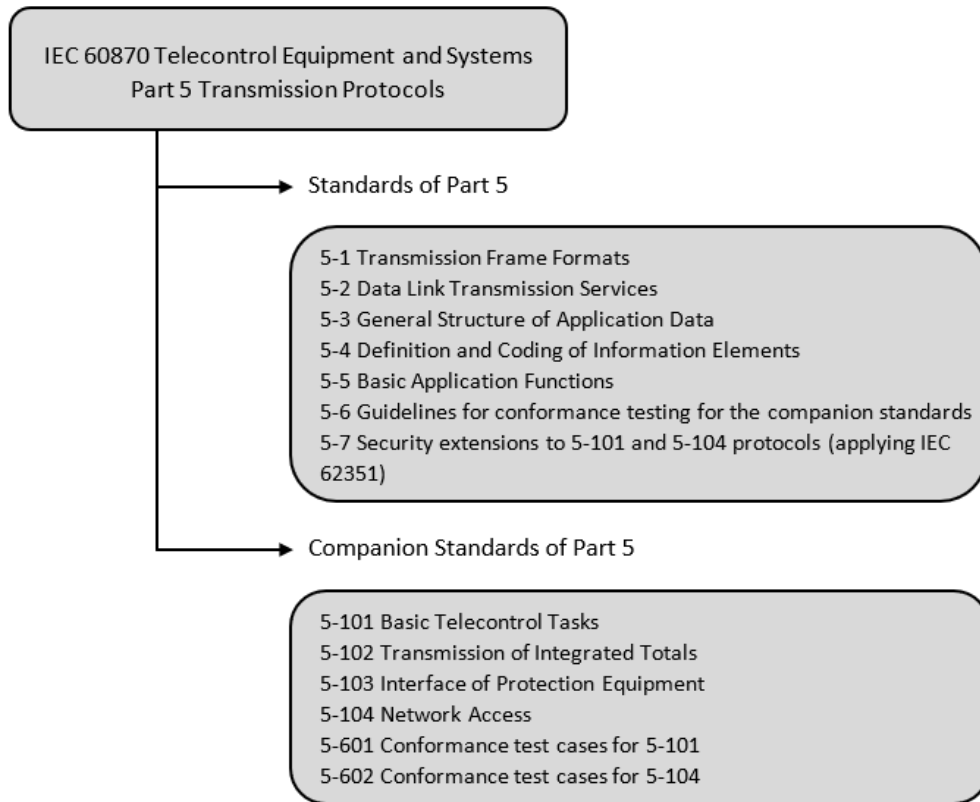 IEC 60870 Telecontrol Equipment and Systems
Part 5 Transmission Protocols
Standards of Part 5
5-1 Transmission Frame Formats
5-2 Data Link Transmission Services
5-3 General Structure of Application Data
5-4 Definition and Coding of Information Elements
5-5 Basic Application Functions
5-6 Guidelines for conformance testing for the companion standards
5-7 Security extensions to 5-101 and 5-104 protocols (applying IEC
62351)
Companion Standards of Part 5
5-101 Basic Telecontrol Tasks
5-102 Transmission of Integrated Totals
5-103 Interface of Protection Equipment
5-104 Network Access
5-601 Conformance test cases for 5-101
5-602 Conformance test cases for 5-104